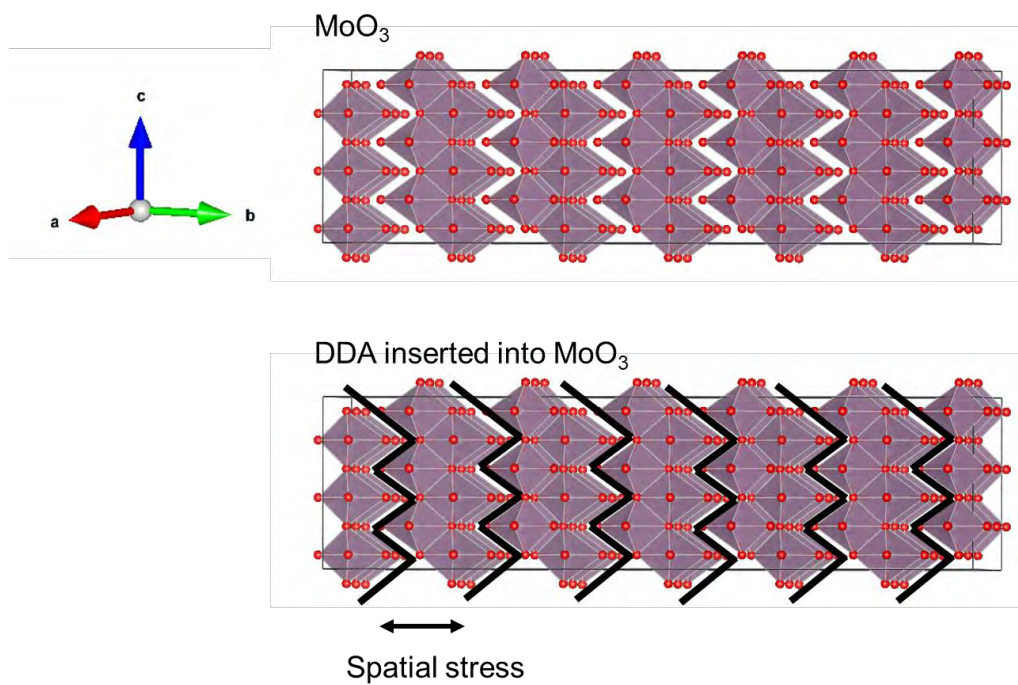 MoO₃
c
a
b
DDA inserted into MoO₃
Spatial stress